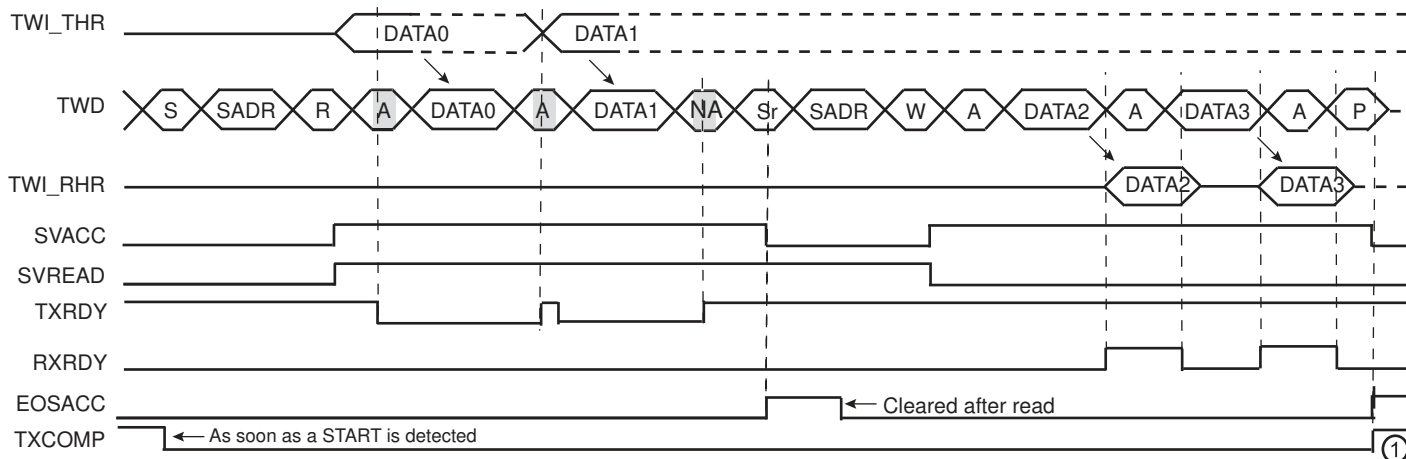 TWI_THR DATA0 DATA1
TWD S SADR R A DATA0 A DATA1 NA Sr SADR W A DATA2 A DATA3 A P
TWI_RHR DATA2 DATA3
SVACC
SVREAD
TXRDY
RXRDY
EOSACC Cleared after read
TXCOMP As soon as a START is detected 1